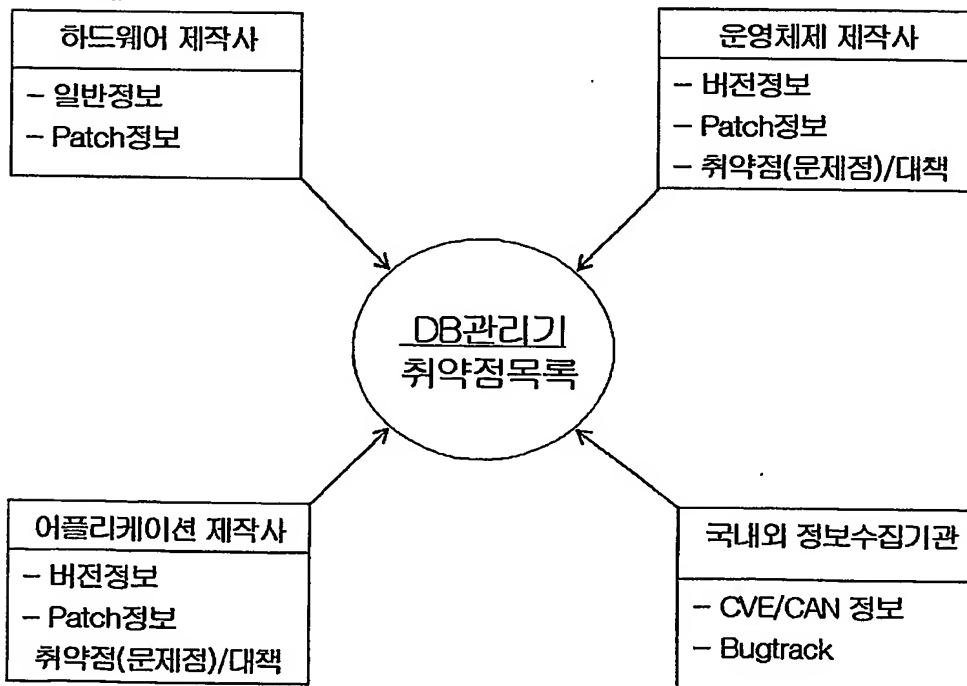 하드웨어 제작사
- 일반정보
- Patch정보
운영체제 제작사
- 버전정보
- Patch정보
- 취약점(문제점)/대책
DB관리기
취약점목록
어플리케이션 제작사
- 버전정보
- Patch정보
취약점(문제점)/대책
국내외 정보수집기관
- CVE/CAN 정보
- Bugtrack